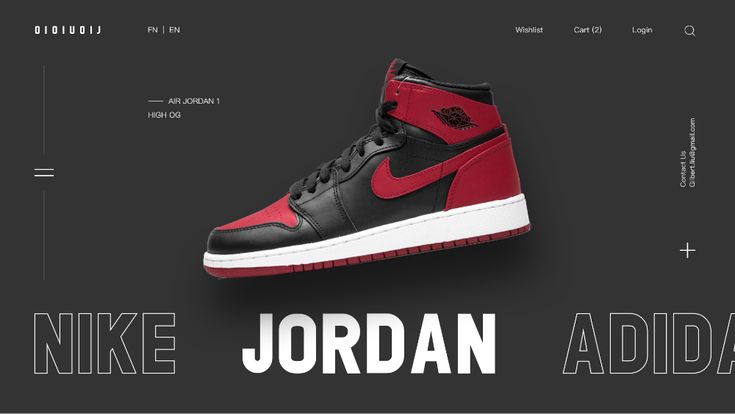 OIOIUOIJ
FN | EN
Wishlist
Cart (2)
Login
AIR JORDAN 1
HIGH OG
Contact Us
Gilbert.liu@gmail.com
NIKE
JORDAN
ADIDA